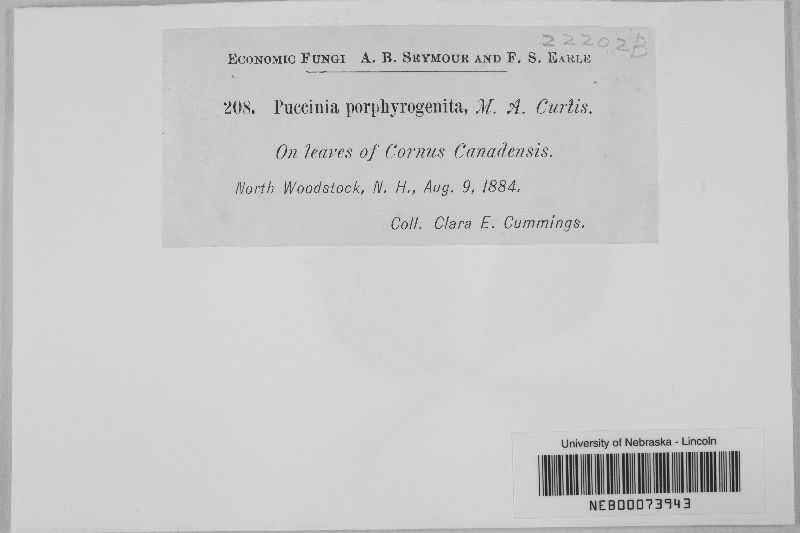 22202B
Economic Fungi A. B. Seymour and F. S. Earle
208. Puccinia porphyrogenita, M. A. Curtis.
On leaves of Cornus Canadensis.
North Woodstock, N. H., Aug. 9, 1884.
Coll. Clara E. Cummings.
University of Nebraska - Lincoln
NEB00073943